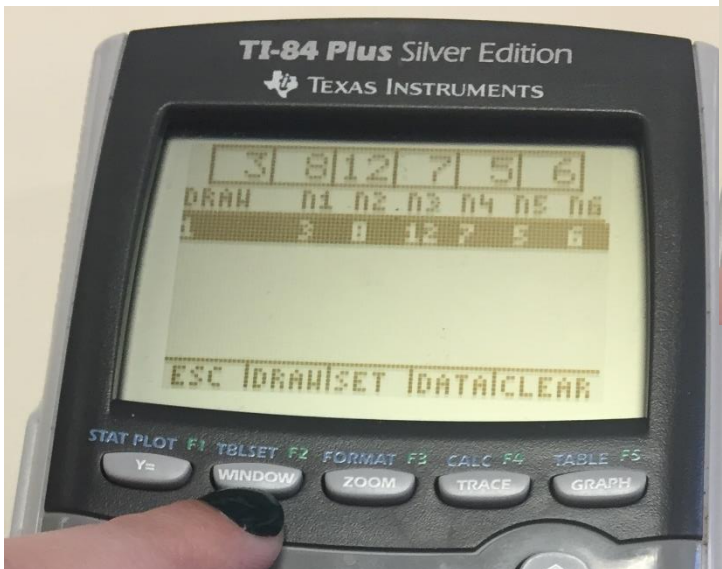 TI-84 Plus Silver Edition
TEXAS INSTRUMENTS
3 8 12 7 5 6
DRAW N1 N2 N3 N4 N5 N6
1 3 8 12 7 5 6
ESC DRAW SET DATA CLEAR
STAT PLOT F1 TBLSET F2 FORMAT F3 CALC F4 TABLE F5
Y= WINDOW ZOOM TRACE GRAPH